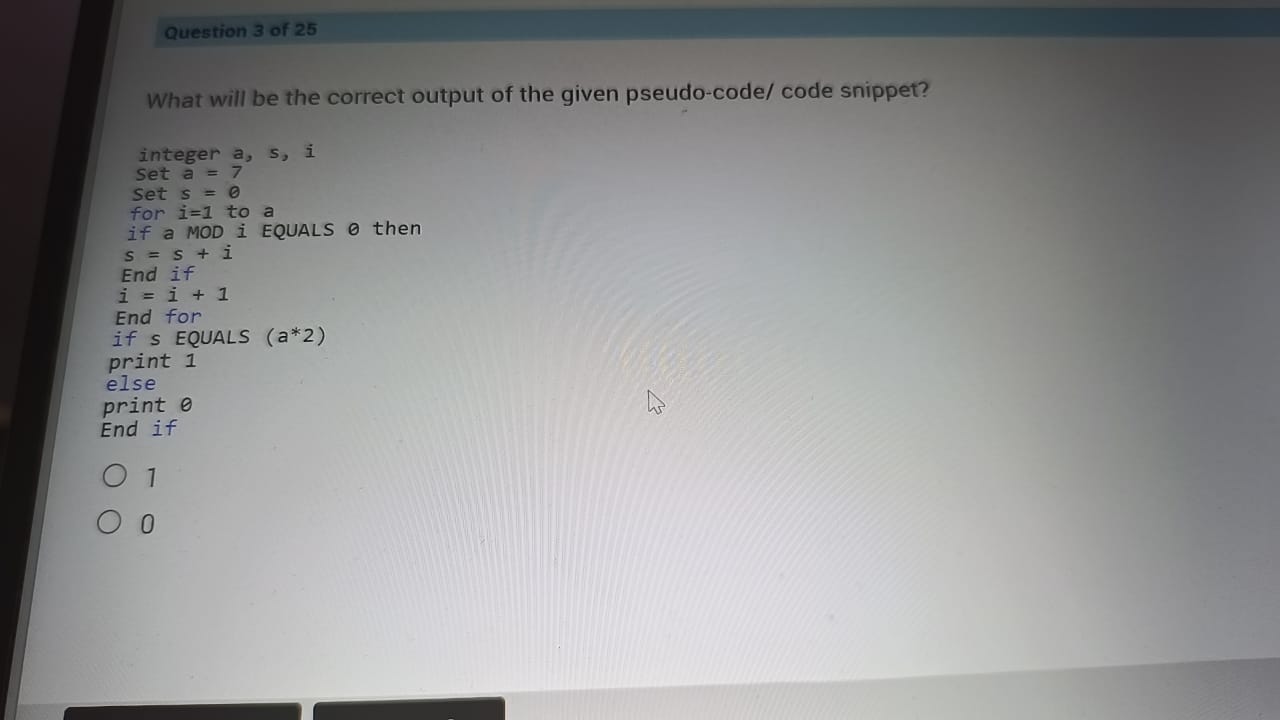 Question 3 of 25
What will be the correct output of the given pseudo-code/ code snippet?
integer a, s, i
Set a = 7
Set s = 0
for i=1 to a
if a MOD i EQUALS 0 then
s = s + i
End if
i = i + 1
End for
if s EQUALS (a*2)
print 1
else
print 0
End if
1
0